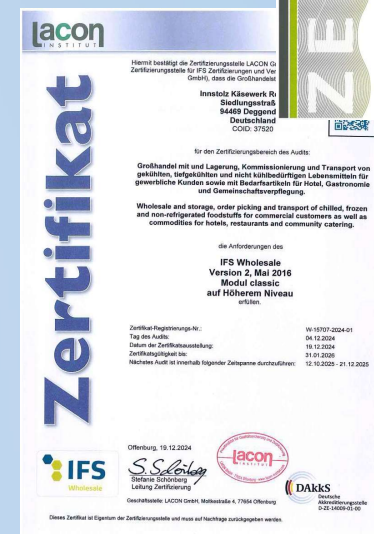 lacon
INSTITUT
Zertifikat
Hiermit bestätigt die Zertifizierungsstelle LACON G
Zertifizierungsstelle für IFS Zertifizierungen und Ver
GmbH), dass die Großhandelst
Innstolz Käsewerk R
Siedlungsstraß
94469 Deggend
Deutschland
COID: 37520
ZE
für den Zertifizierungsbereich des Audits:
Großhandel mit und Lagerung, Kommissionierung und Transport von
gekühlten, tiefgekühlten und nicht kühlbedürftigen Lebensmitteln für
gewerbliche Kunden sowie mit Bedarfsartikeln für Hotel, Gastronomie
und Gemeinschaftsverpflegung.
Wholesale and storage, order picking and transport of chilled, frozen
and non-refrigerated foodstuffs for commercial customers as well as
commodities for hotels, restaurants and community catering.
die Anforderungen des
IFS Wholesale
Version 2, Mai 2016
Modul classic
auf Höherem Niveau
erfüllen.
Zertifikat-Registrierungs-Nr.: W-15707-2024-01
Tag des Audits: 04.12.2024
Datum der Zertifikatsausstellung: 19.12.2024
Zertifikatsgültigkeit bis: 31.01.2026
Nächstes Audit ist innerhalb folgender Zeitspanne durchzuführen: 12.10.2025 - 21.12.2025
Offenburg, 19.12.2024
Stefanie Schönberg
Leitung Zertifizierung
lacon
INSTITUT
IFS
Wholesale
DAkkS
Deutsche
Akkreditierungsstelle
D-ZE-14009-01-00
Geschäftsstelle: LACON GmbH, Moltkestraße 4, 77654 Offenburg
Dieses Zertifikat ist Eigentum der Zertifizierungsstelle und muss auf Nachfrage zurückgegeben werden.